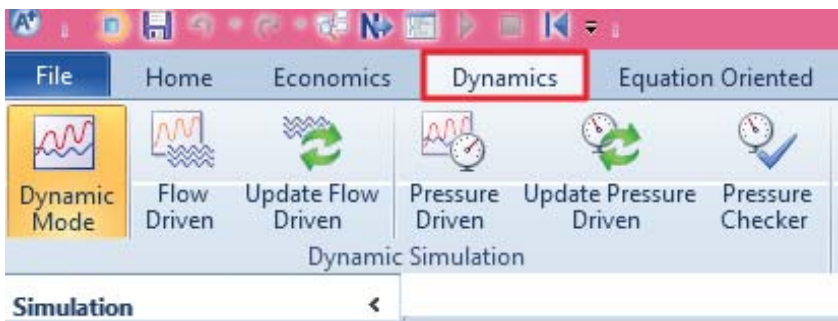 File Home Economics Dynamics Equation Oriented
Dynamic Flow Update Flow Pressure Update Pressure Pressure
Mode Driven Driven Driven Driven Checker
Dynamic Simulation
Simulation